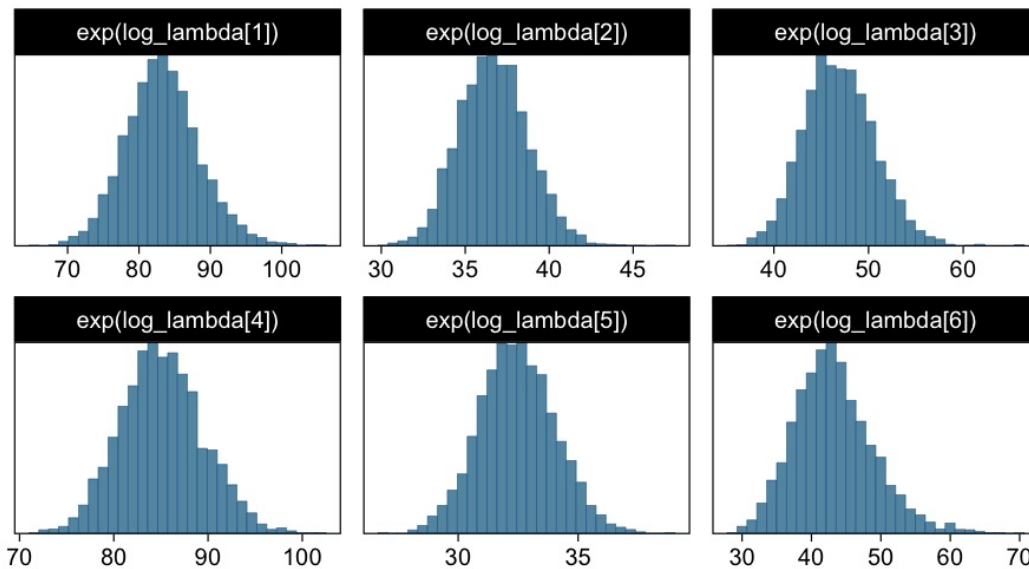 exp(log_lambda[1])
exp(log_lambda[2])
exp(log_lambda[3])
70 80 90 100
30 35 40 45
40 50 60
exp(log_lambda[4])
exp(log_lambda[5])
exp(log_lambda[6])
70 80 90 100
30 35
30 40 50 60 70